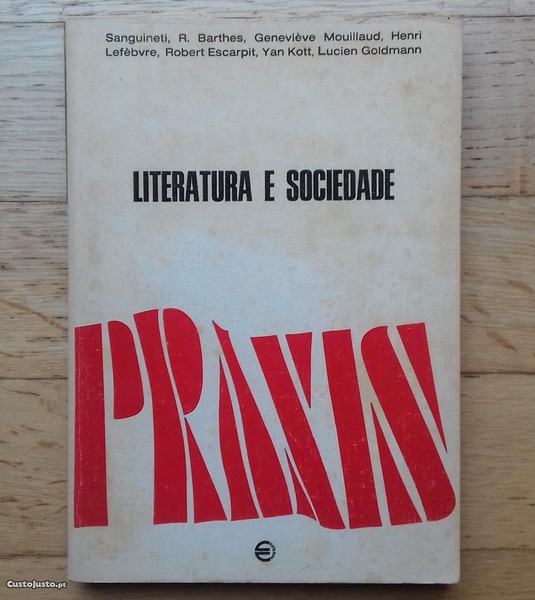 Sanguineti, R. Barthes, Geneviève Mouillaud, Henri
Lefèbvre, Robert Escarpit, Yan Kott, Lucien Goldmann
LITERATURA E SOCIEDADE
PRAXIS
CustoJusto.pt